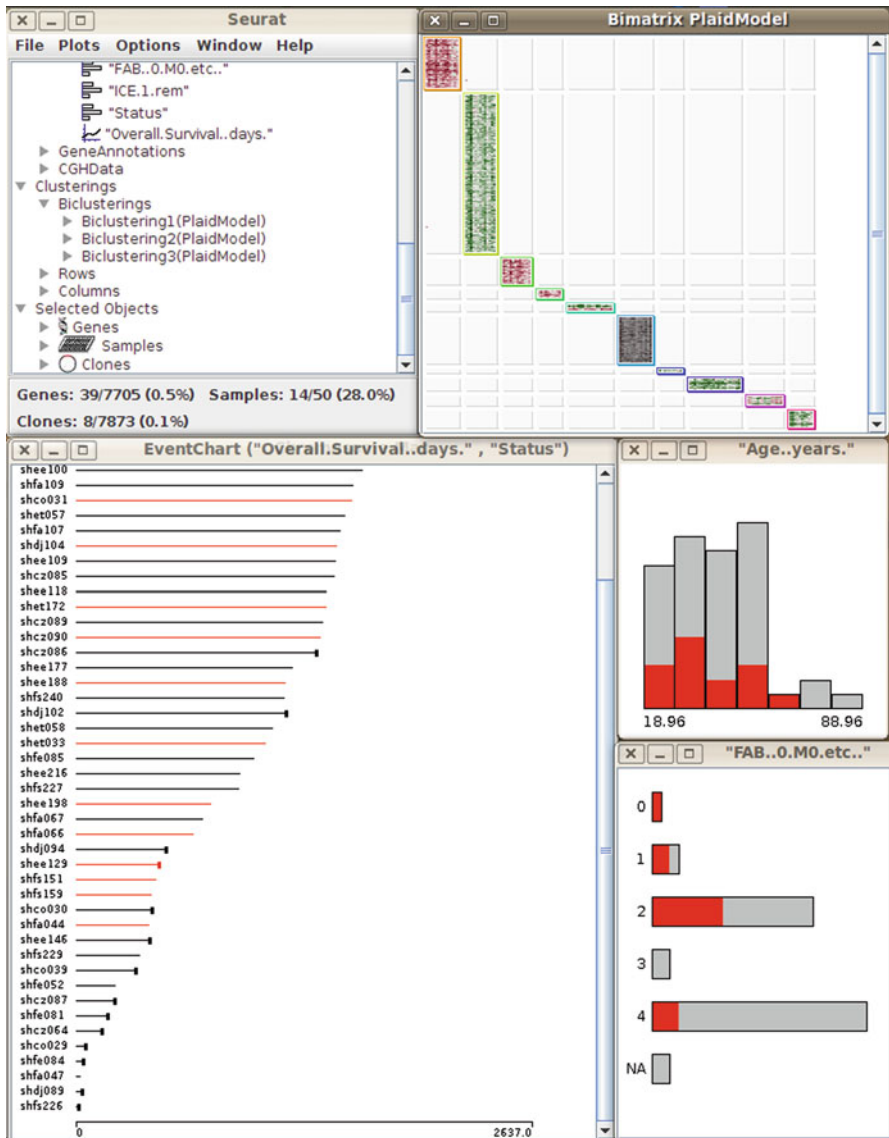 Seurat
File Plots Options Window Help
"FAB..0.M0.etc.."
"ICE.1.rem"
"Status"
"Overall.Survival..days."
GeneAnnotations
CGHData
Clusterings
Biclusterings
Biclustering1(PlaidModel)
Biclustering2(PlaidModel)
Biclustering3(PlaidModel)
Rows
Columns
Selected Objects
Genes
Samples
Clones
Genes: 39/7705 (0.5%) Samples: 14/50 (28.0%)
Clones: 8/7873 (0.1%)
Bimatrix PlaidModel
EventChart ("Overall.Survival..days." , "Status")
shee100
shfa109
shco031
shet057
shfa107
shdj104
shee109
shcz085
shee118
shet172
shcz089
shcz090
shcz086
shee177
shee188
shfs240
shdj102
shet058
shet033
shfe085
shee216
shfs227
shee198
shfa067
shfa066
shdj094
shee129
shfs151
shfs159
shco030
shfa044
shee146
shfs229
shco039
shfe052
shcz087
shfe081
shcz064
shco029
shfe084
shfa047
shdj089
shfs226
0 2637.0
"Age..years."
18.96 88.96
"FAB..0.M0.etc.."
0
1
2
3
4
NA